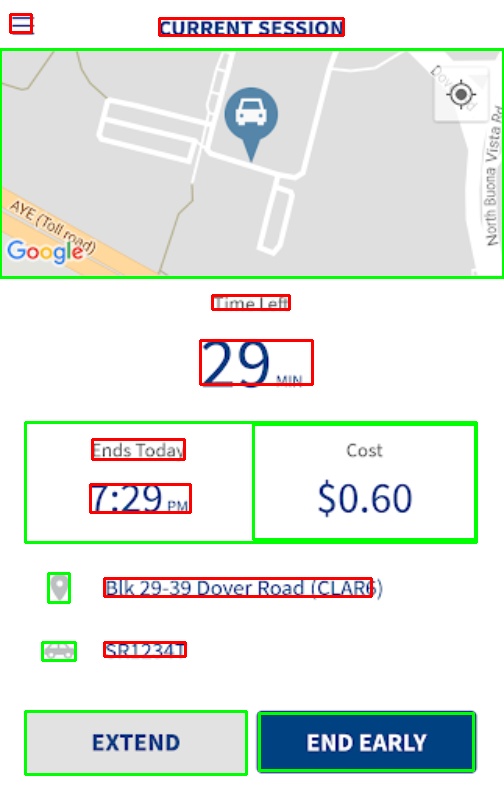 CURRENT SESSION
Dov
Rd
North Buona Vista Rd
AYE (Toll road)
Google
Time Left
29 MIN
Ends Today
Cost
7:29 PM
$0.60
Blk 29-39 Dover Road (CLAR6)
SR1234T
EXTEND
END EARLY